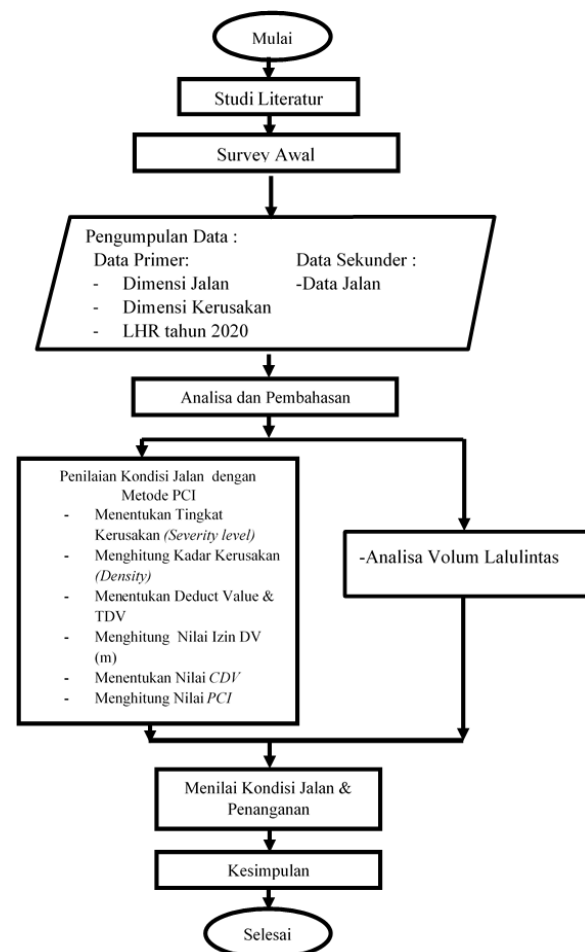 Mulai
Studi Literatur
Survey Awal
Pengumpulan Data :
Data Primer:
- Dimensi Jalan
- Dimensi Kerusakan
- LHR tahun 2020
Data Sekunder :
-Data Jalan
Analisa dan Pembahasan
Penilaian Kondisi Jalan dengan
Metode PCI
- Menentukan Tingkat
Kerusakan (Severity level)
- Menghitung Kadar Kerusakan
(Density)
- Menentukan Deduct Value &
TDV
- Menghitung Nilai Izin DV
(m)
- Menentukan Nilai CDV
- Menghitung Nilai PCI
-Analisa Volum Lalulintas
Menilai Kondisi Jalan &
Penanganan
Kesimpulan
Selesai